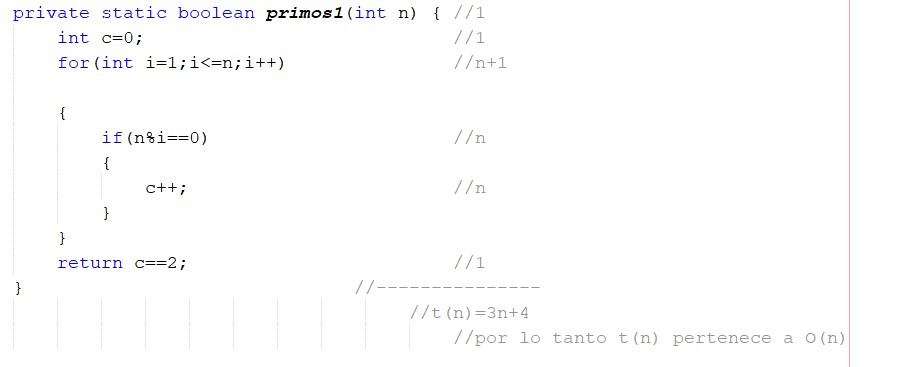 private static boolean primos1(int n) { //1
int c=0; //1
for(int i=1;i<=n;i++) //n+1
{
if(n%i==0) //n
{
c++; //n
}
}
return c==2; //1
} //---------------
//t(n)=3n+4
//por lo tanto t(n) pertenece a O(n)